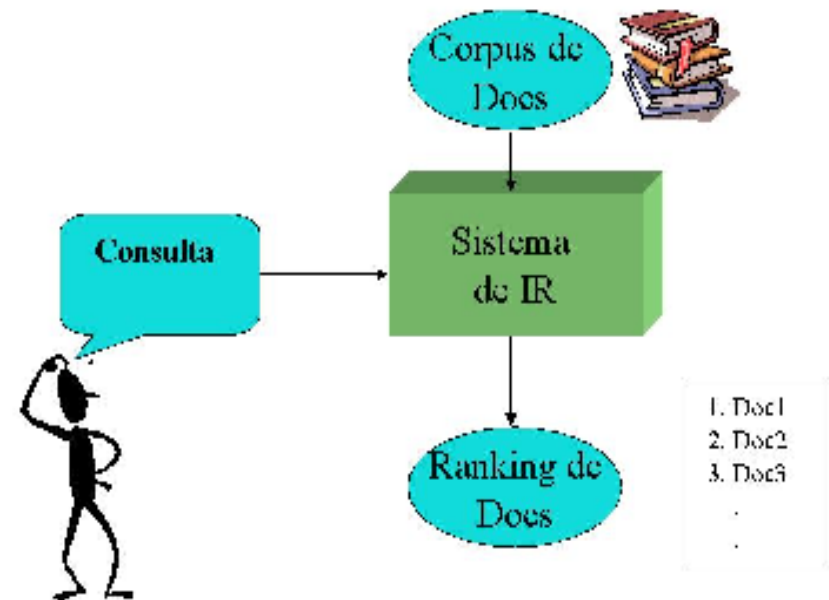 Corpus de
Docs
Consulta
Sistema
de IR
Ranking de
Docs
1. Doc1
2. Doc2
3. Doc3
.
.